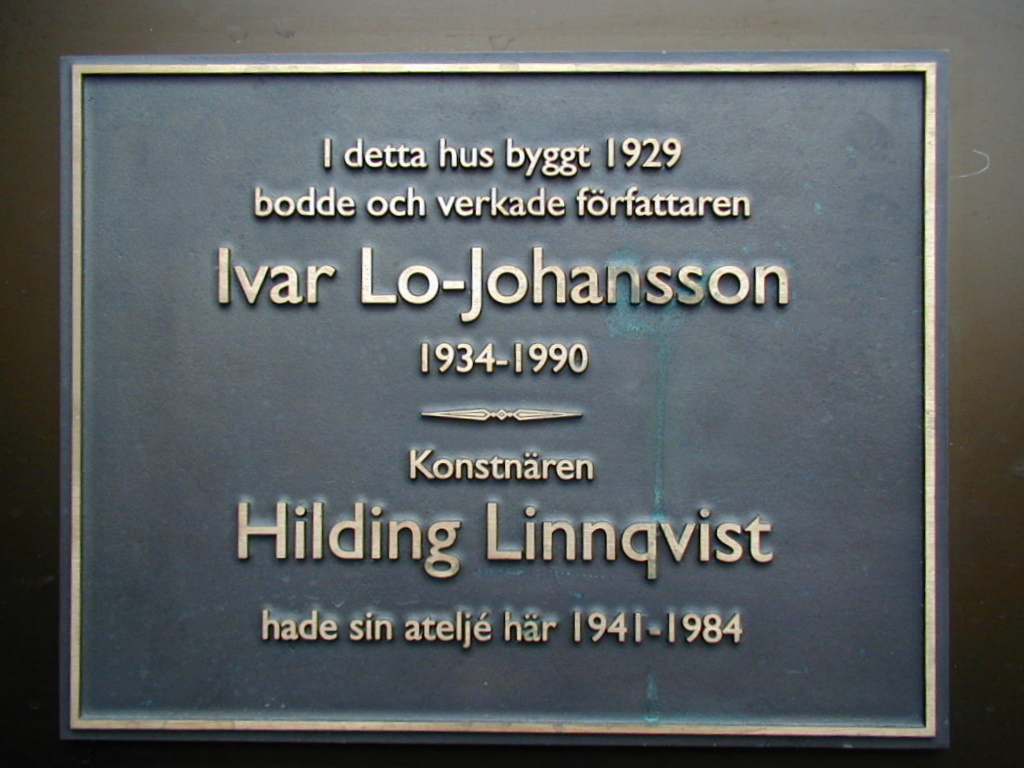 I detta hus byggt 1929
bodde och verkade författaren
Ivar Lo-Johansson
1934-1990
Konstnären
Hilding Linnqvist
hade sin ateljé här 1941-1984